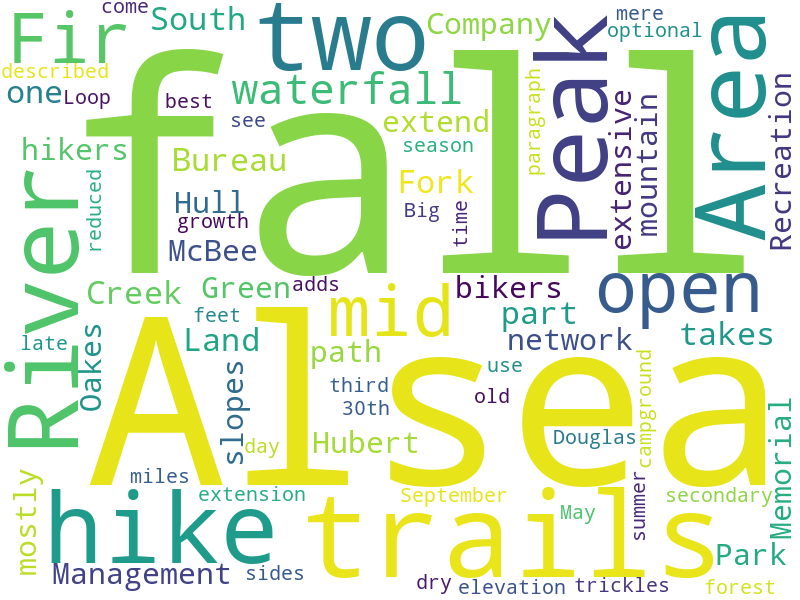 come
Fir
South
two
Company
mere
optional
Peak
Area
described
one
Loop
best
waterfall
fall
see
extend
season
paragraph
extensive
mountain
Recreation
hikers
Bureau
reduced
Hull
growth
Fork
Big
time
McBee
River
Creek
Green
adds
bikers
open
feet
mid
part
late
Oakes
Land
path
network
takes
slopes
third
30th
use
old
Alsea
day
Hubert
Douglas
campground
Memorial
mostly
miles
extension
September
May
summer
secondary
hike
trails
Park
Management
sides
dry
elevation
trickles
forest